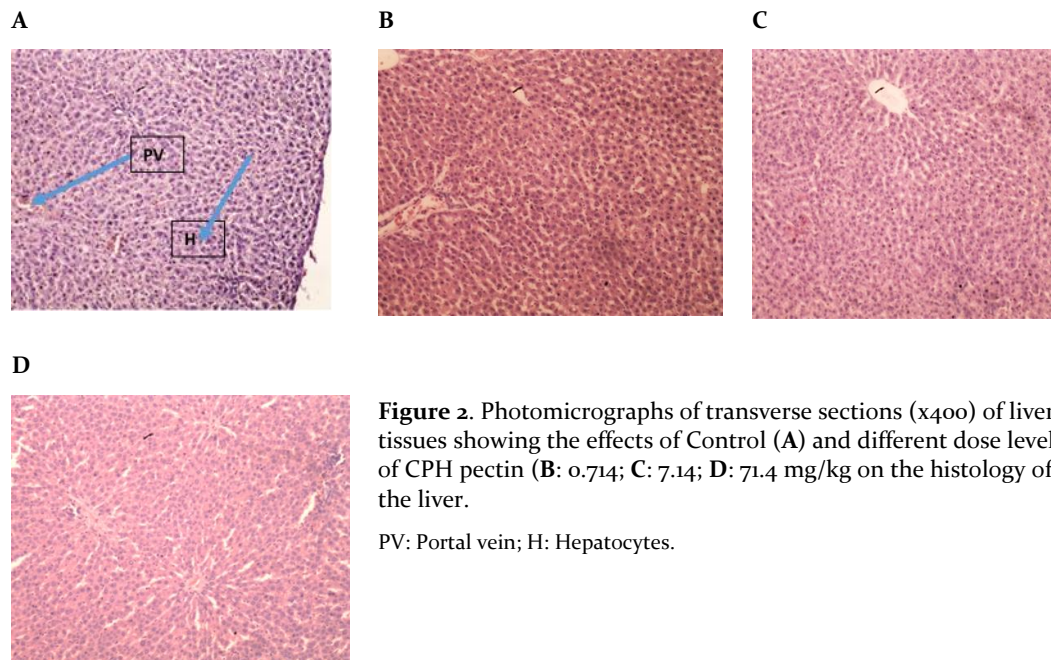 A
B
C
PV
H
D
Figure 2. Photomicrographs of transverse sections (x400) of liver
tissues showing the effects of Control (A) and different dose level
of CPH pectin (B: 0.714; C: 7.14; D: 71.4 mg/kg on the histology of
the liver.
PV: Portal vein; H: Hepatocytes.